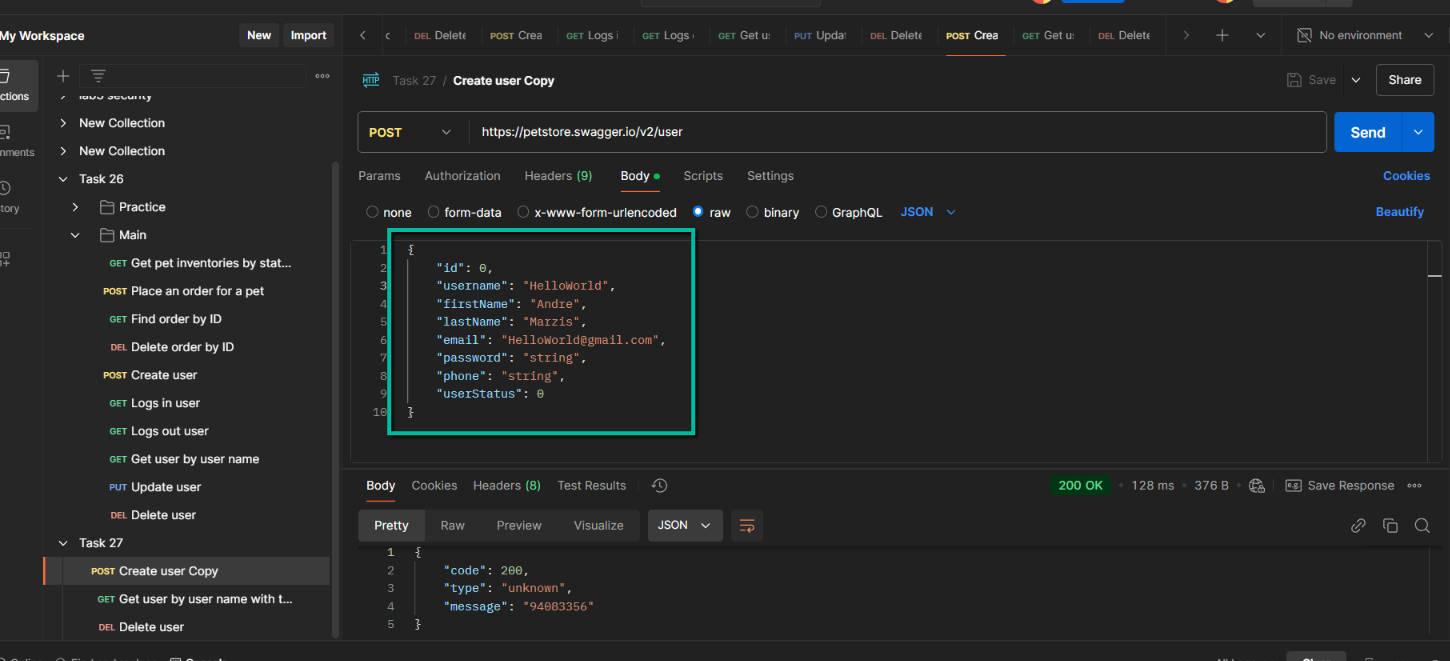 My Workspace New Import
c DEL Delete POST Crea GET Logs i GET Logs GET Get u: PUT Updat DEL Delete POST Crea GET Get u: DEL Delete No environment
HTTP Task 27 / Create user Copy Save Share
ctions
lab5 security
New Collection
New Collection
Task 26
Practice
Main
GET Get pet inventories by stat...
POST Place an order for a pet
GET Find order by ID
DEL Delete order by ID
POST Create user
GET Logs in user
GET Logs out user
GET Get user by user name
PUT Update user
DEL Delete user
Task 27
POST Create user Copy
GET Get user by user name with t...
DEL Delete user
nments
tory
POST https://petstore.swagger.io/v2/user Send
Params Authorization Headers (9) Body Scripts Settings Cookies
none form-data x-www-form-urlencoded raw binary GraphQL JSON Beautify
1 {
2 "id": 0,
3 "username": "HelloWorld",
4 "firstName": "Andre",
5 "lastName": "Marzis",
6 "email": "HelloWorld@gmail.com",
7 "password": "string",
8 "phone": "string",
9 "userStatus": 0
10 }
Body Cookies Headers (8) Test Results 200 OK • 128 ms • 376 B • e.g. Save Response
Pretty Raw Preview Visualize JSON
1 {
2 "code": 200,
3 "type": "unknown",
4 "message": "94083356"
5 }